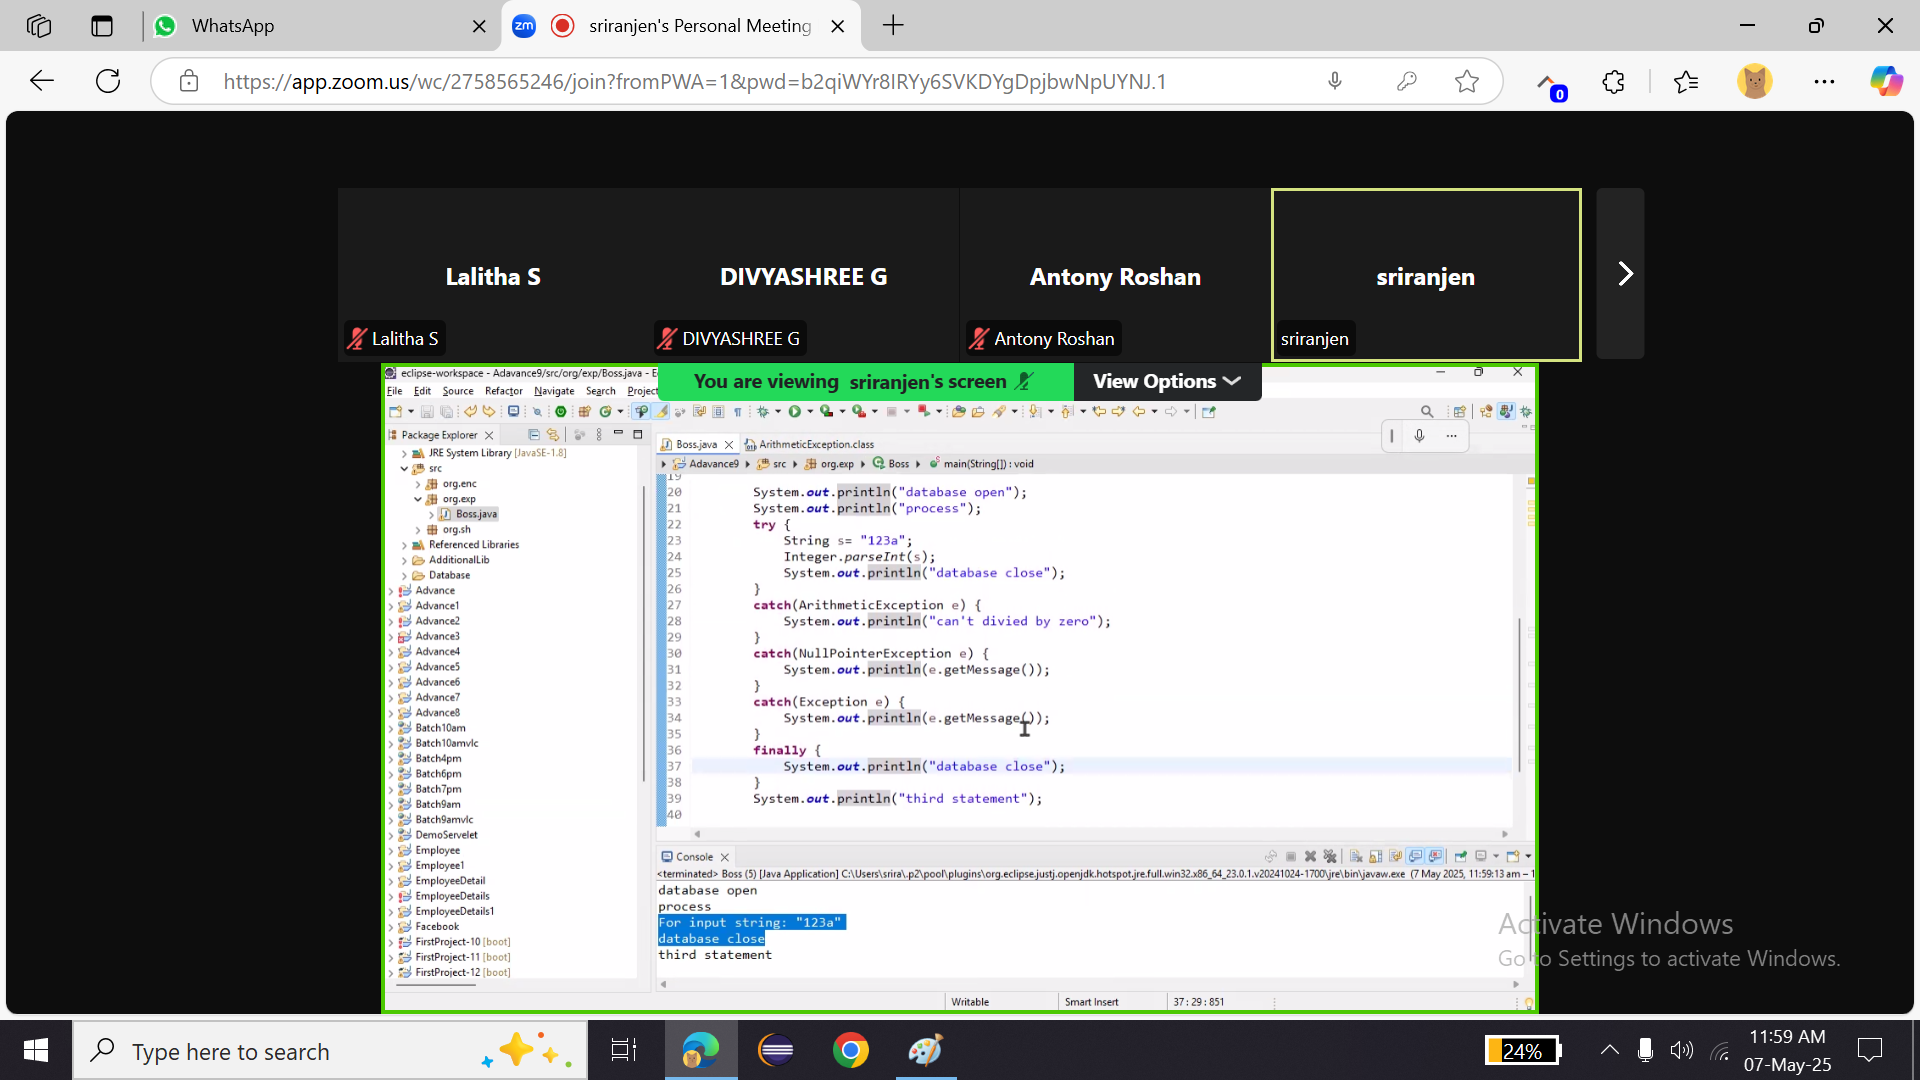 WhatsApp
zm sriranjen's Personal Meeting
https://app.zoom.us/wc/2758565246/join?fromPWA=1&pwd=b2qiWYr8IRYy6SVKDYgDpjbwNpUYNJ.1
0
Lalitha S
DIVYASHREE G
Antony Roshan
sriranjen
Lalitha S
DIVYASHREE G
Antony Roshan
sriranjen
eclipse-workspace - Adavance9/src/org/exp/Boss.java - E
You are viewing sriranjen's screen
View Options
File Edit Source Refactor Navigate Search Project
Package Explorer
JRE System Library [JavaSE-1.8]
src
org.enc
org.exp
Boss.java
org.sh
Referenced Libraries
AdditionalLib
Database
Advance
Advance1
Advance2
Advance3
Advance4
Advance5
Advance6
Advance7
Advance8
Batch10am
Batch10amvlc
Batch4pm
Batch6pm
Batch7pm
Batch9am
Batch9amvlc
DemoServelet
Employee
Employee1
EmployeeDetail
EmployeeDetails
EmployeeDetails1
Facebook
FirstProject-10 [boot]
FirstProject-11 [boot]
FirstProject-12 [boot]
Boss.java
ArithmeticException.class
Adavance9 src org.exp Boss main(String[]) : void
19
20 System.out.println("database open");
21 System.out.println("process");
22 try {
23 String s= "123a";
24 Integer.parseInt(s);
25 System.out.println("database close");
26 }
27 catch(ArithmeticException e) {
28 System.out.println("can't divied by zero");
29 }
30 catch(NullPointerException e) {
31 System.out.println(e.getMessage());
32 }
33 catch(Exception e) {
34 System.out.println(e.getMessage());
35 }
36 finally {
37 System.out.println("database close");
38 }
39 System.out.println("third statement");
40
Console
<terminated> Boss (5) [Java Application] C:\Users\srira\.p2\pool\plugins\org.eclipse.justj.openjdk.hotspot.jre.full.win32.x86_64_23.0.1.v20241024-1700\jre\bin\javaw.exe (7 May 2025, 11:59:13 am – 1
database open
process
For input string: "123a"
database close
third statement
Writable
Smart Insert
37 : 29 : 851
Activate Windows
Go to Settings to activate Windows.
Type here to search
24%
11:59 AM
07-May-25